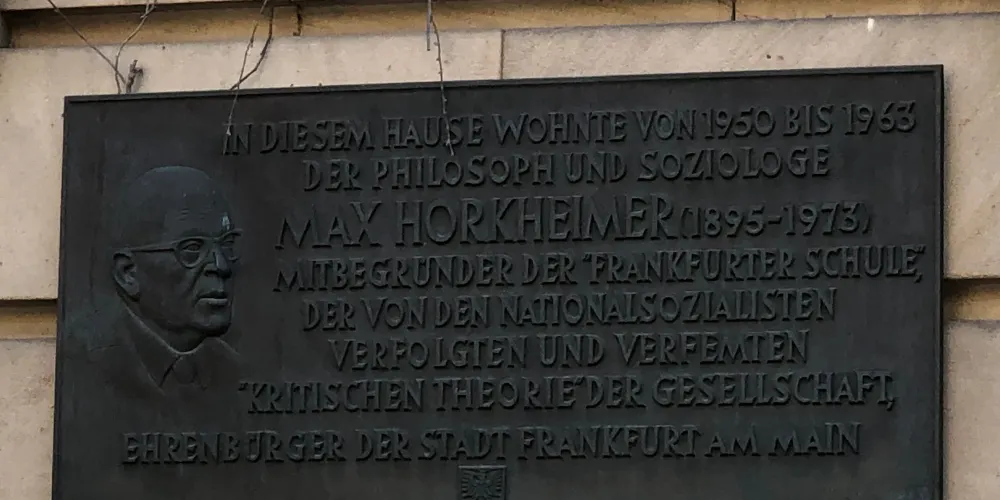 IN DIESEM HAUSE WOHNTE VON 1950 BIS 1963
DER PHILOSOPH UND SOZIOLOGE
MAX HORKHEIMER (1895-1973)
MITBEGRÜNDER DER "FRANKFURTER SCHULE",
DER VON DEN NATIONALSOZIALISTEN
VERFOLGTEN UND VERFEMTEN
"KRITISCHEN THEORIE" DER GESELLSCHAFT,
EHRENBÜRGER DER STADT FRANKFURT AM MAIN